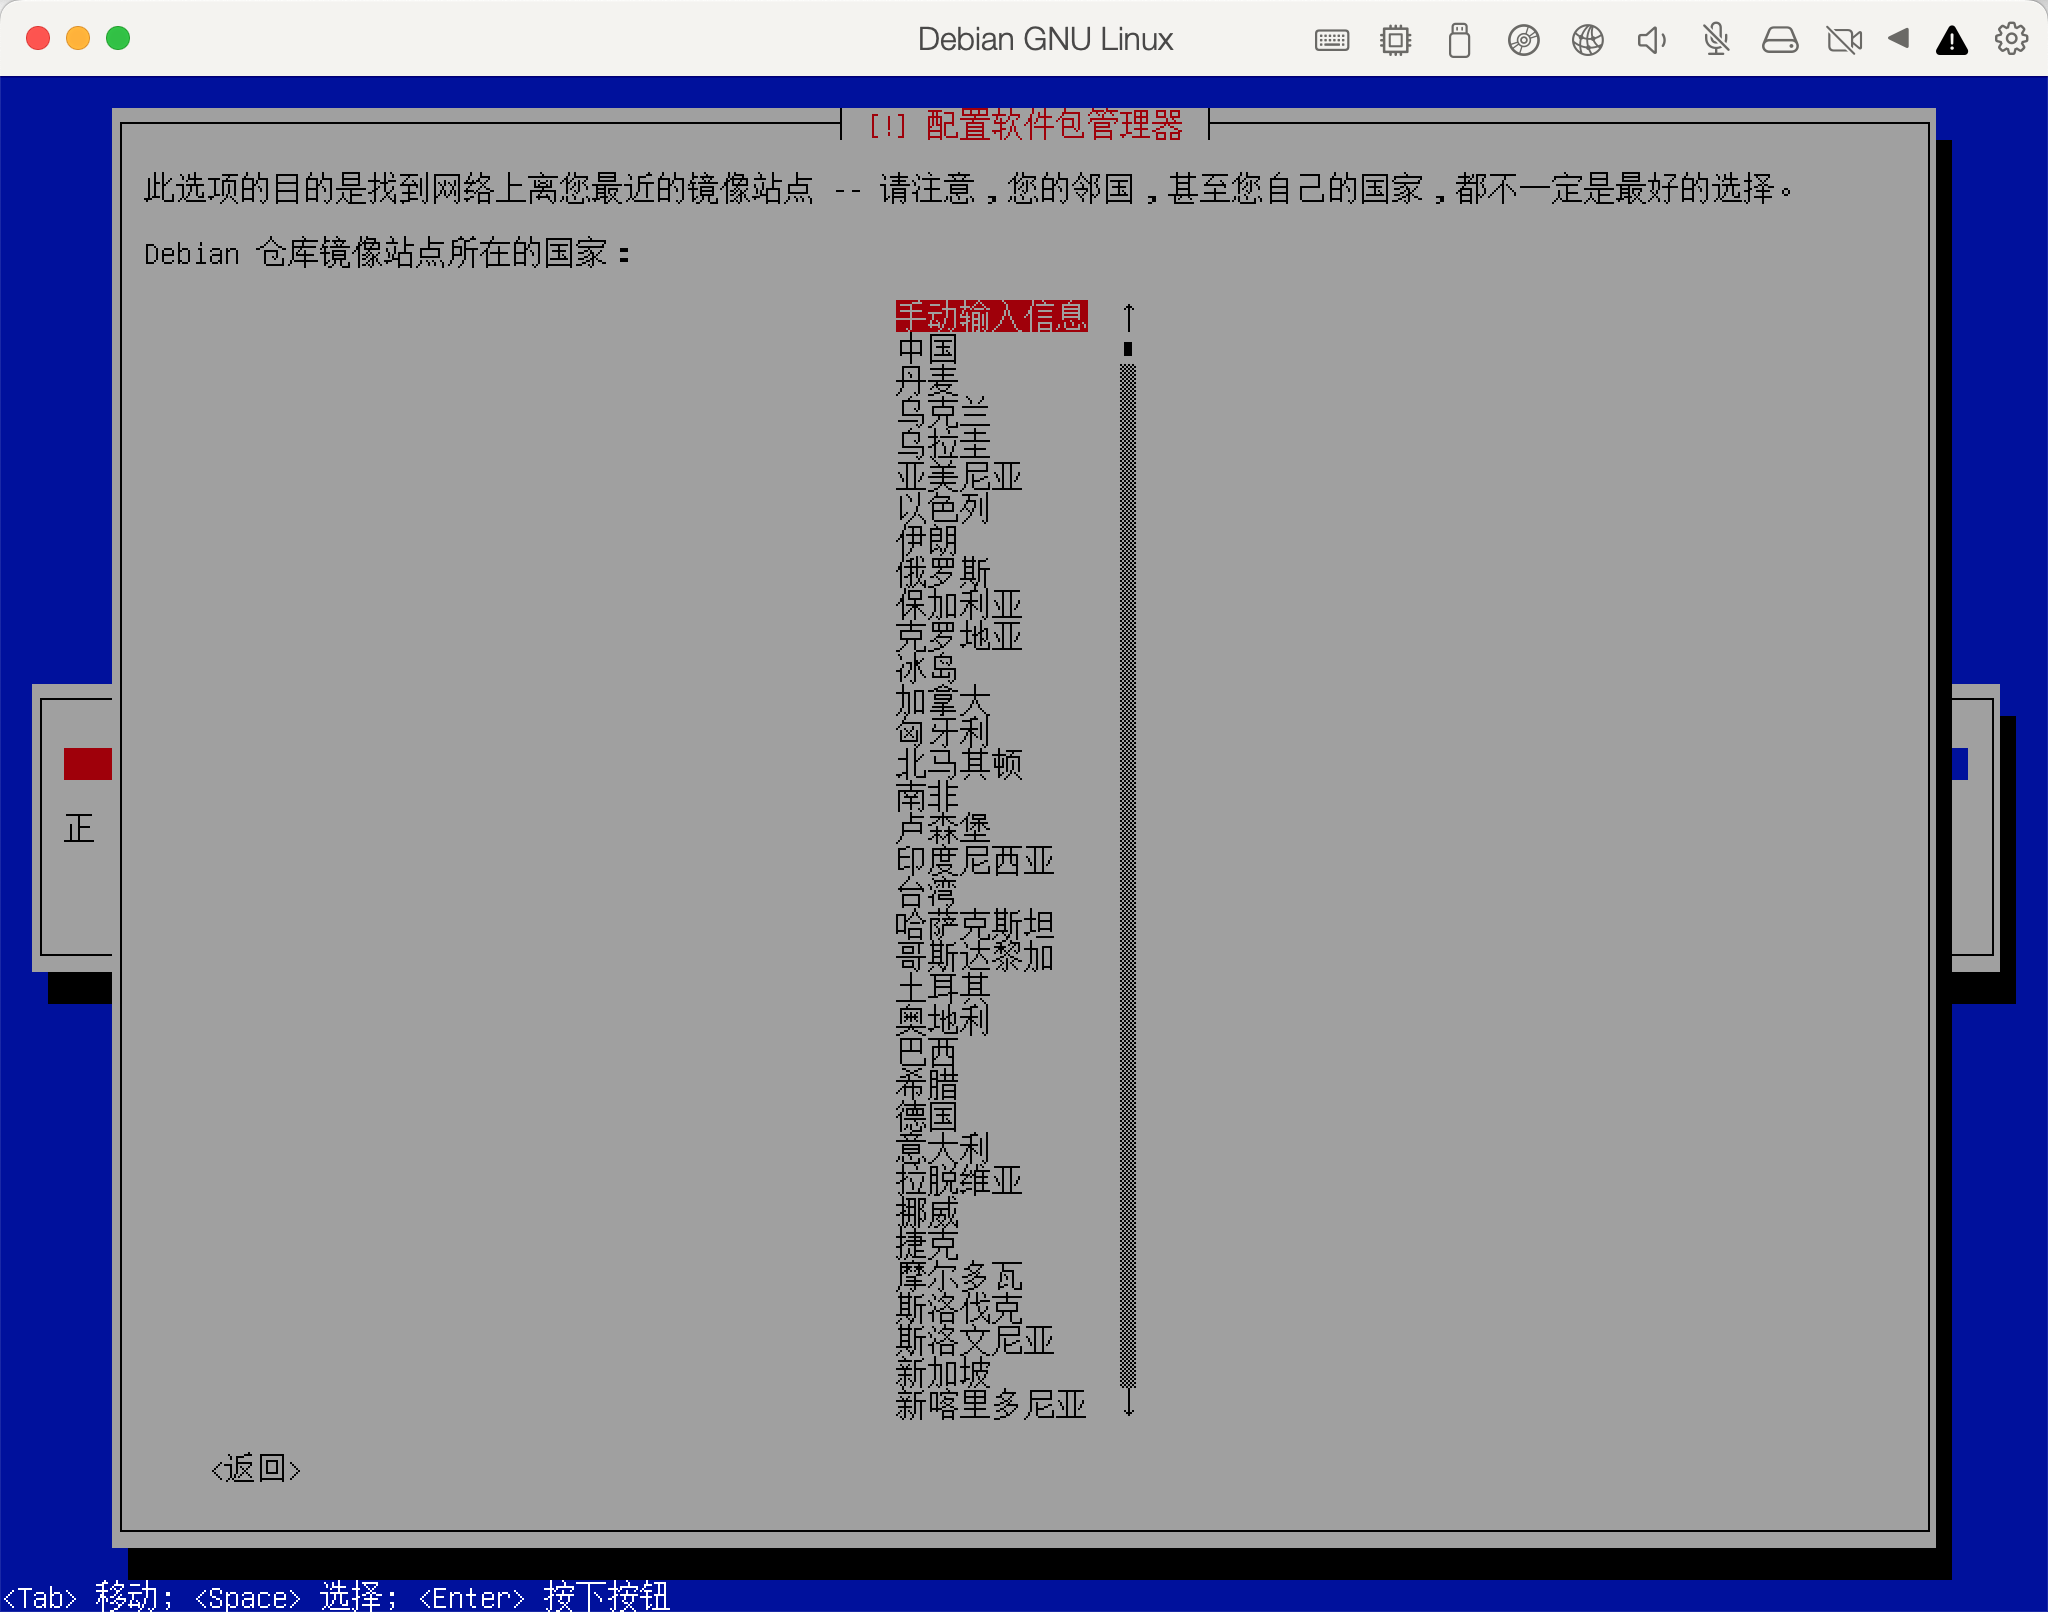 Debian GNU Linux
[!] 配置软件包管理器
此选项的目的是找到网络上离您最近的镜像站点 -- 请注意，您的邻国，甚至您自己的国家，都不一定是最好的选择。
Debian 仓库镜像站点所在的国家：
手动输入信息
中国
丹麦
乌克兰
乌拉圭
亚美尼亚
以色列
伊朗
俄罗斯
保加利亚
克罗地亚
冰岛
加拿大
匈牙利
北马其顿
南非
卢森堡
印度尼西亚
台湾
哈萨克斯坦
哥斯达黎加
土耳其
奥地利
巴西
希腊
德国
意大利
拉脱维亚
挪威
捷克
摩尔多瓦
斯洛伐克
斯洛文尼亚
新加坡
新喀里多尼亚
正
<返回>
<Tab> 移动; <Space> 选择; <Enter> 按下按钮